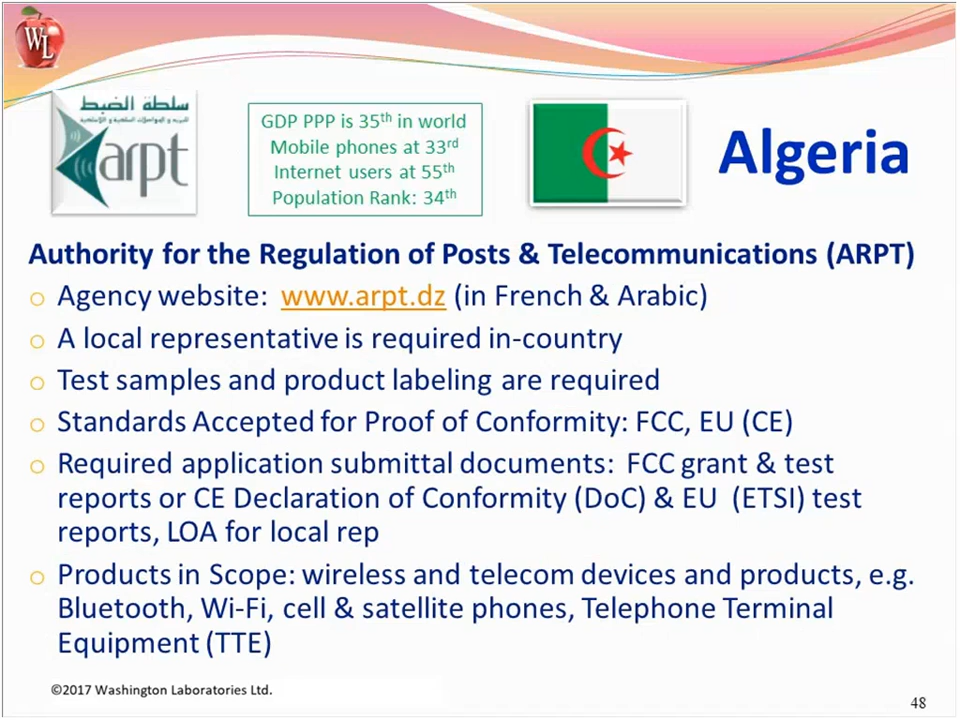 WL
سلطة الضبط
للبريد و المواصلات السلكية و اللاسلكية
arpt
GDP PPP is 35th in world
Mobile phones at 33rd
Internet users at 55th
Population Rank: 34th
Algeria
Authority for the Regulation of Posts & Telecommunications (ARPT)
o Agency website: www.arpt.dz (in French & Arabic)
o A local representative is required in-country
o Test samples and product labeling are required
o Standards Accepted for Proof of Conformity: FCC, EU (CE)
o Required application submittal documents: FCC grant & test
reports or CE Declaration of Conformity (DoC) & EU (ETSI) test
reports, LOA for local rep
o Products in Scope: wireless and telecom devices and products, e.g.
Bluetooth, Wi-Fi, cell & satellite phones, Telephone Terminal
Equipment (TTE)
©2017 Washington Laboratories Ltd.
48